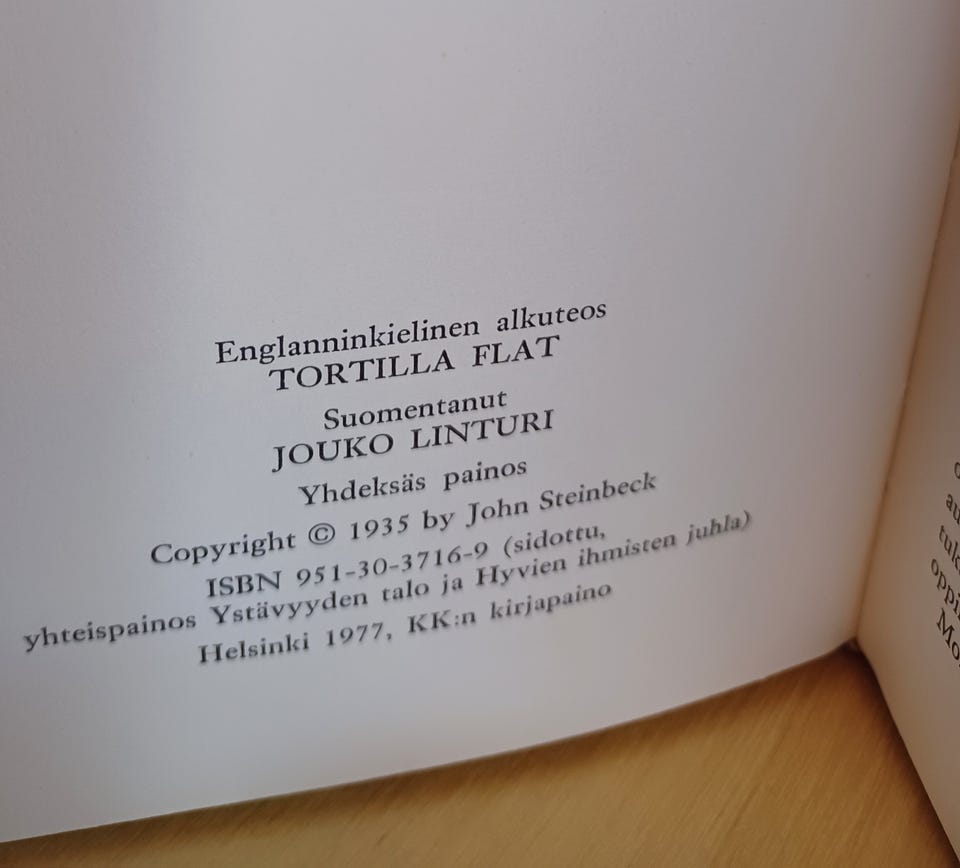 Englanninkielinen alkuteos
TORTILLA FLAT
Suomentanut
JOUKO LINTURI
Yhdeksäs painos
Copyright © 1935 by John Steinbeck
ISBN 951-30-3716-9 (sidottu,
yhteispainos Ystävyyden talo ja Hyvien ihmisten juhla)
Helsinki 1977, KK:n kirjapaino